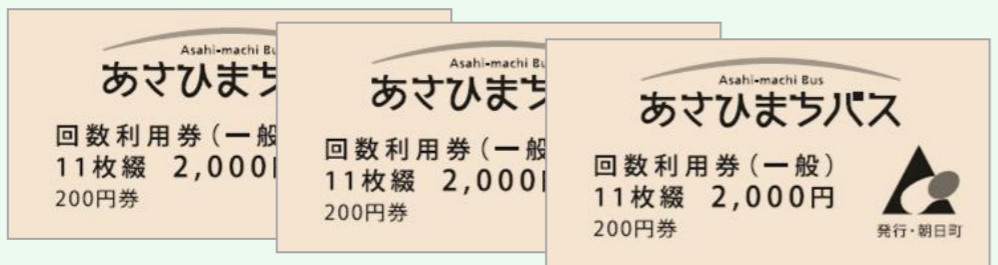 Asahi-machi Bu
あさひまち
回数利用券(一般
11枚綴 2,000
200円券
Asahi-machi Bu
あさひまち
回数利用券(一般
11枚綴 2,000
200円券
Asahi-machi Bus
あさひまちバス
回数利用券(一般)
11枚綴 2,000円
200円券
発行・朝日町